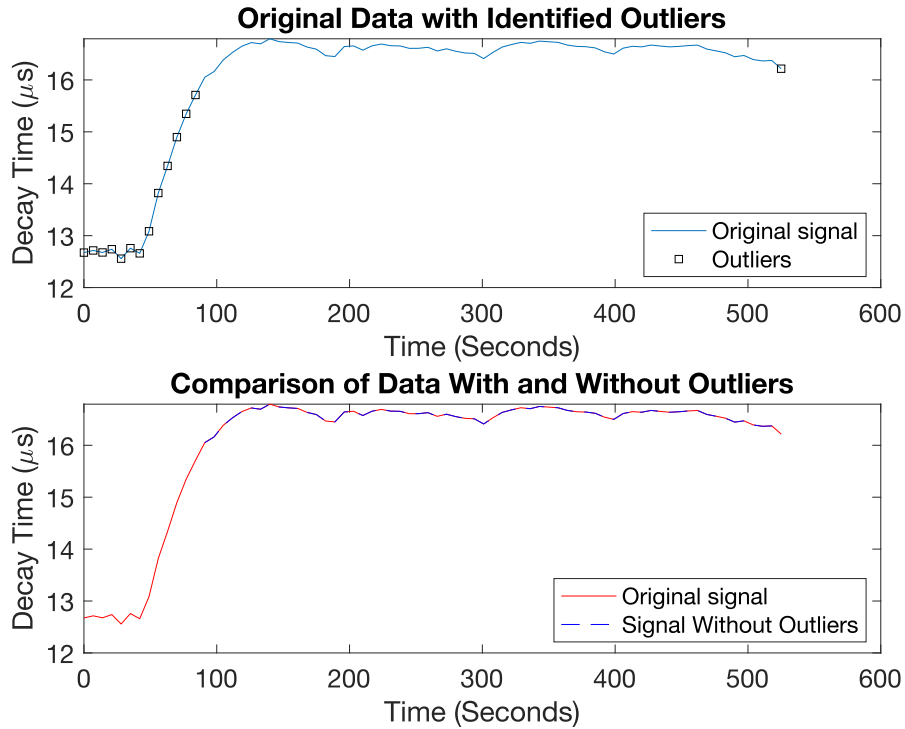 Original Data with Identified Outliers
Decay Time (μs)
16
15
14
13
12
0 100 200 300 400 500 600
Time (Seconds)
Original signal
Outliers
Comparison of Data With and Without Outliers
Decay Time (μs)
16
15
14
13
12
0 100 200 300 400 500 600
Time (Seconds)
Original signal
Signal Without Outliers